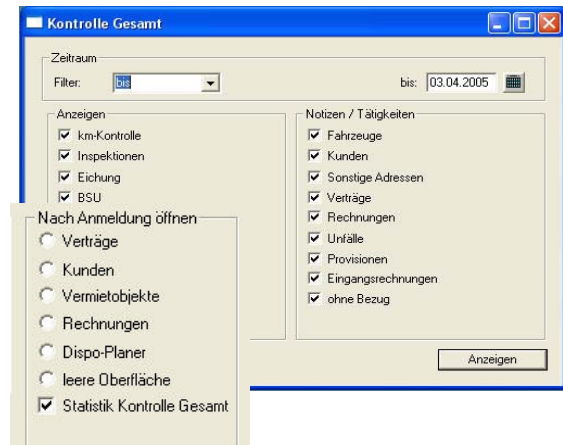 Kontrolle Gesamt
Zeitraum
Filter: bis bis: 03.04.2005
Anzeigen
km-Kontrolle
Inspektionen
Eichung
BSU
Notizen / Tätigkeiten
Fahrzeuge
Kunden
Sonstige Adressen
Verträge
Rechnungen
Unfälle
Provisionen
Eingangsrechnungen
ohne Bezug
Anzeigen
Nach Anmeldung öffnen
Verträge
Kunden
Vermietobjekte
Rechnungen
Dispo-Planer
leere Oberfläche
Statistik Kontrolle Gesamt